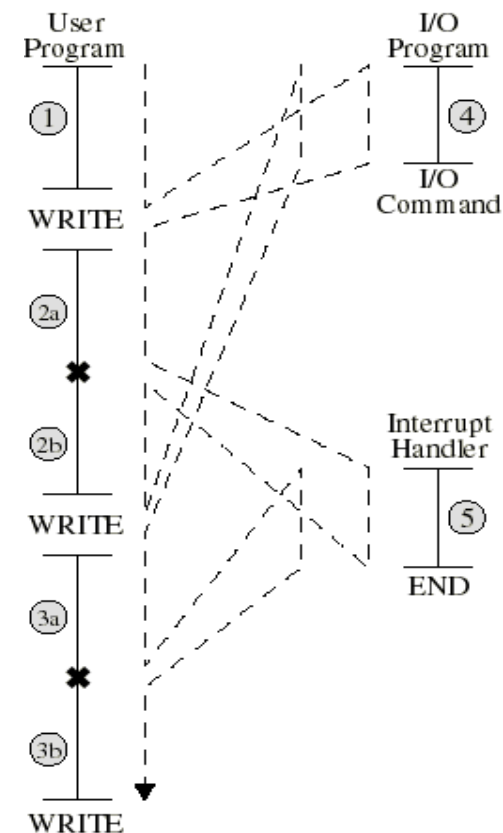 User
Program
1
WRITE
2a
2b
WRITE
3a
3b
WRITE
I/O
Program
4
I/O
Command
Interrupt
Handler
5
END